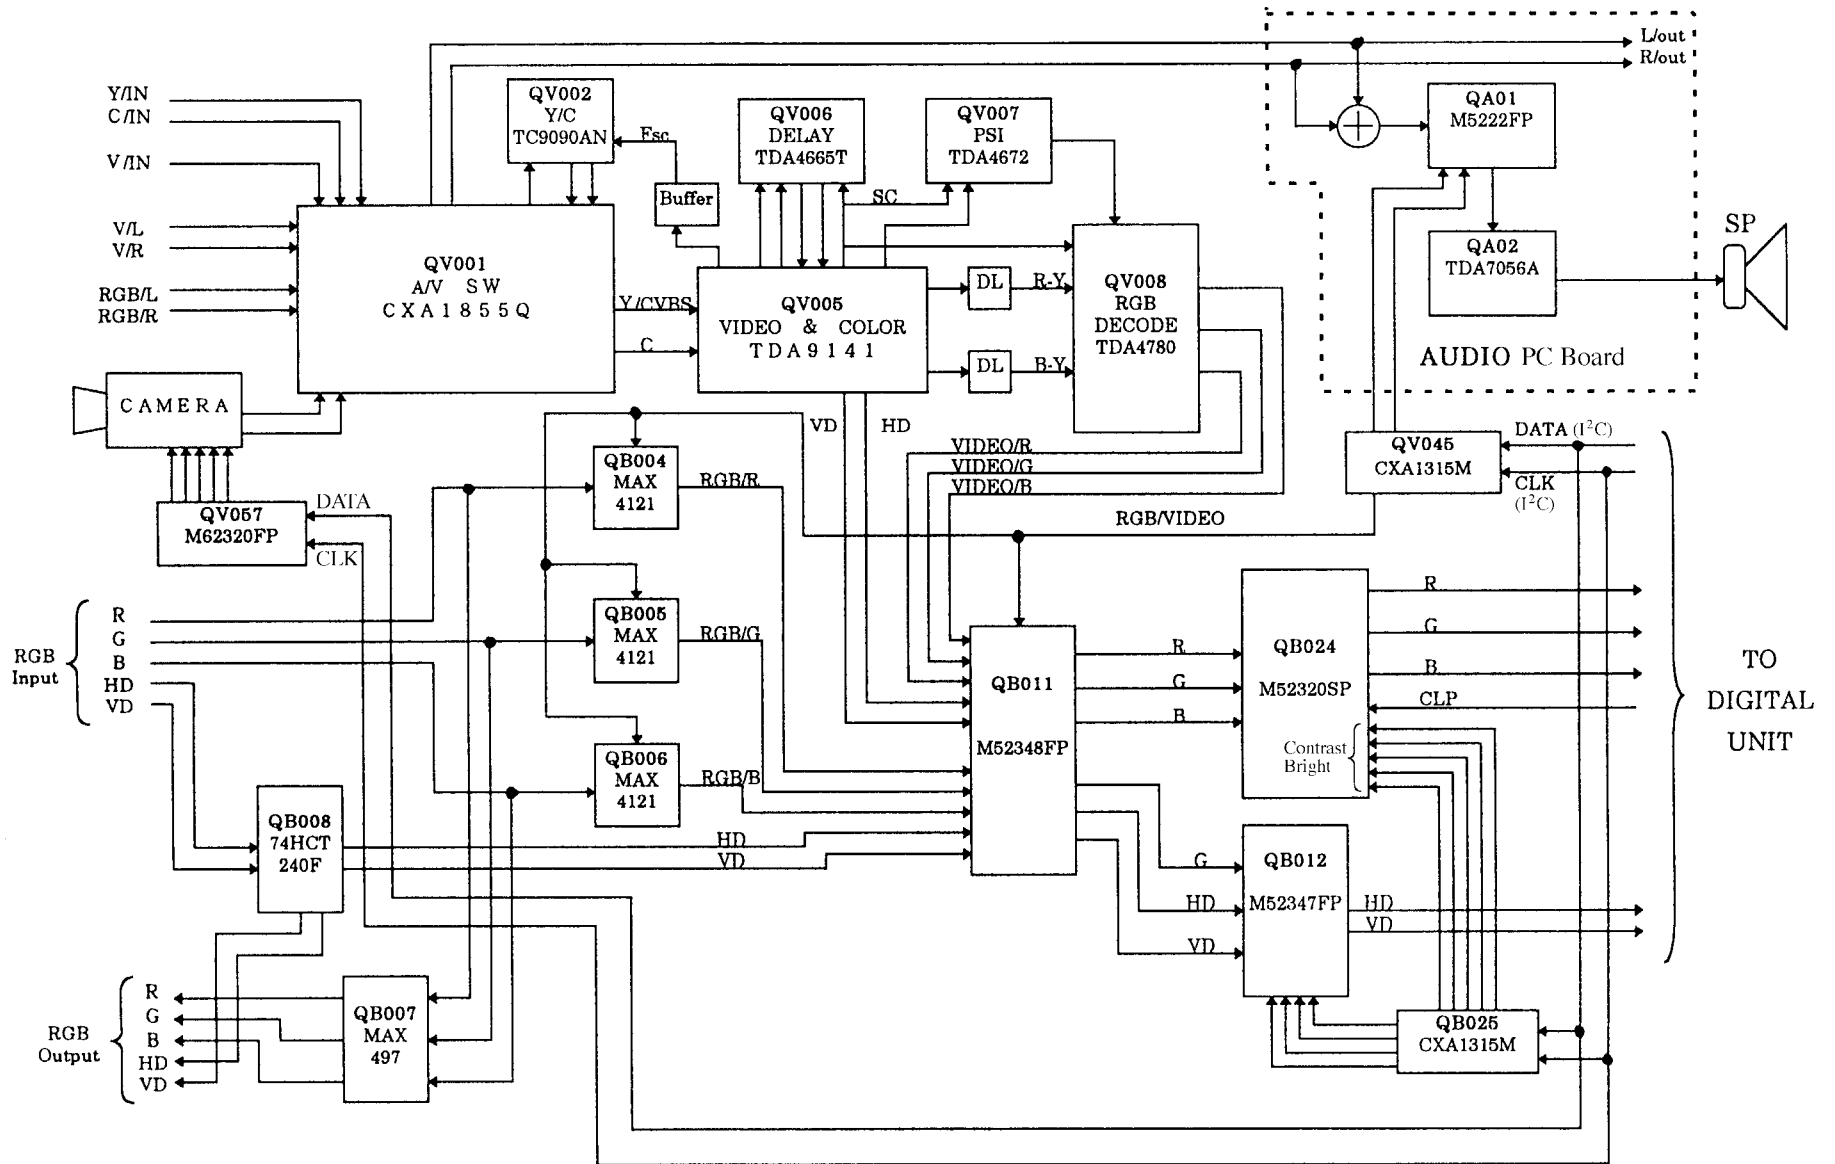 L/out
R/out
Y/IN
C/IN
V/IN
V/L
V/R
RGB/L
RGB/R
QV002
Y/C
TC9090AN
Fsc
Buffer
QV006
DELAY
TDA4665T
QV007
PSI
TDA4672
SC
QA01
M5222FP
QA02
TDA7056A
SP
AUDIO PC Board
QV001
A/V SW
CXA1855Q
Y/CVBS
C
QV005
VIDEO & COLOR
TDA9141
DL
R-Y
DL
B-Y
QV008
RGB
DECODE
TDA4780
CAMERA
VD
HD
VIDEO/R
VIDEO/G
VIDEO/B
QV045
CXA1315M
DATA (I²C)
CLK
(I²C)
RGB/VIDEO
QV057
M62320FP
DATA
CLK
QB004
MAX
4121
RGB/R
QB005
MAX
4121
RGB/G
QB006
MAX
4121
RGB/B
RGB
Input
R
G
B
HD
VD
QB008
74HCT
240F
HD
VD
QB011
M52348FP
R
G
B
QB024
M52320SP
R
G
B
CLP
Contrast
Bright
TO
DIGITAL
UNIT
G
HD
VD
QB012
M52347FP
HD
VD
QB025
CXA1315M
RGB
Output
R
G
B
HD
VD
QB007
MAX
497